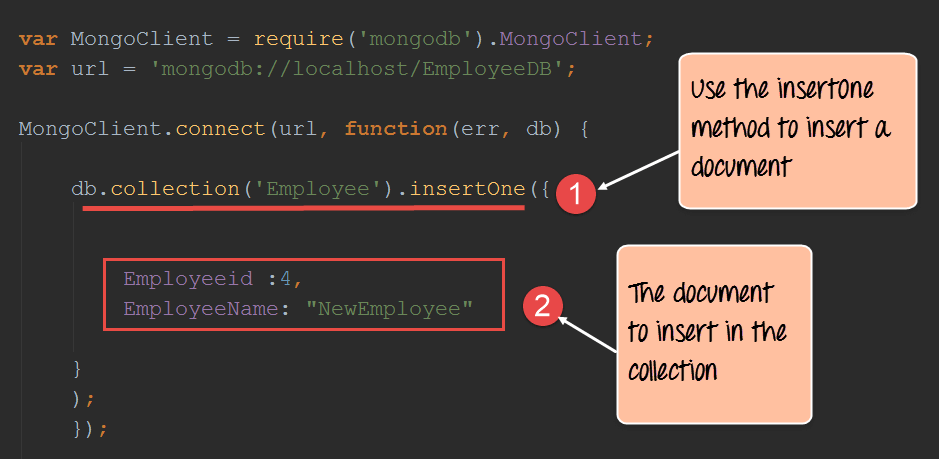 var MongoClient = require('mongodb').MongoClient;
var url = 'mongodb://localhost/EmployeeDB';
MongoClient.connect(url, function(err, db) {
db.collection('Employee').insertOne({
1
Use the insertOne
method to insert a
document
Employeeid :4,
EmployeeName: "NewEmployee"
2
The document
to insert in the
collection
}
);
});